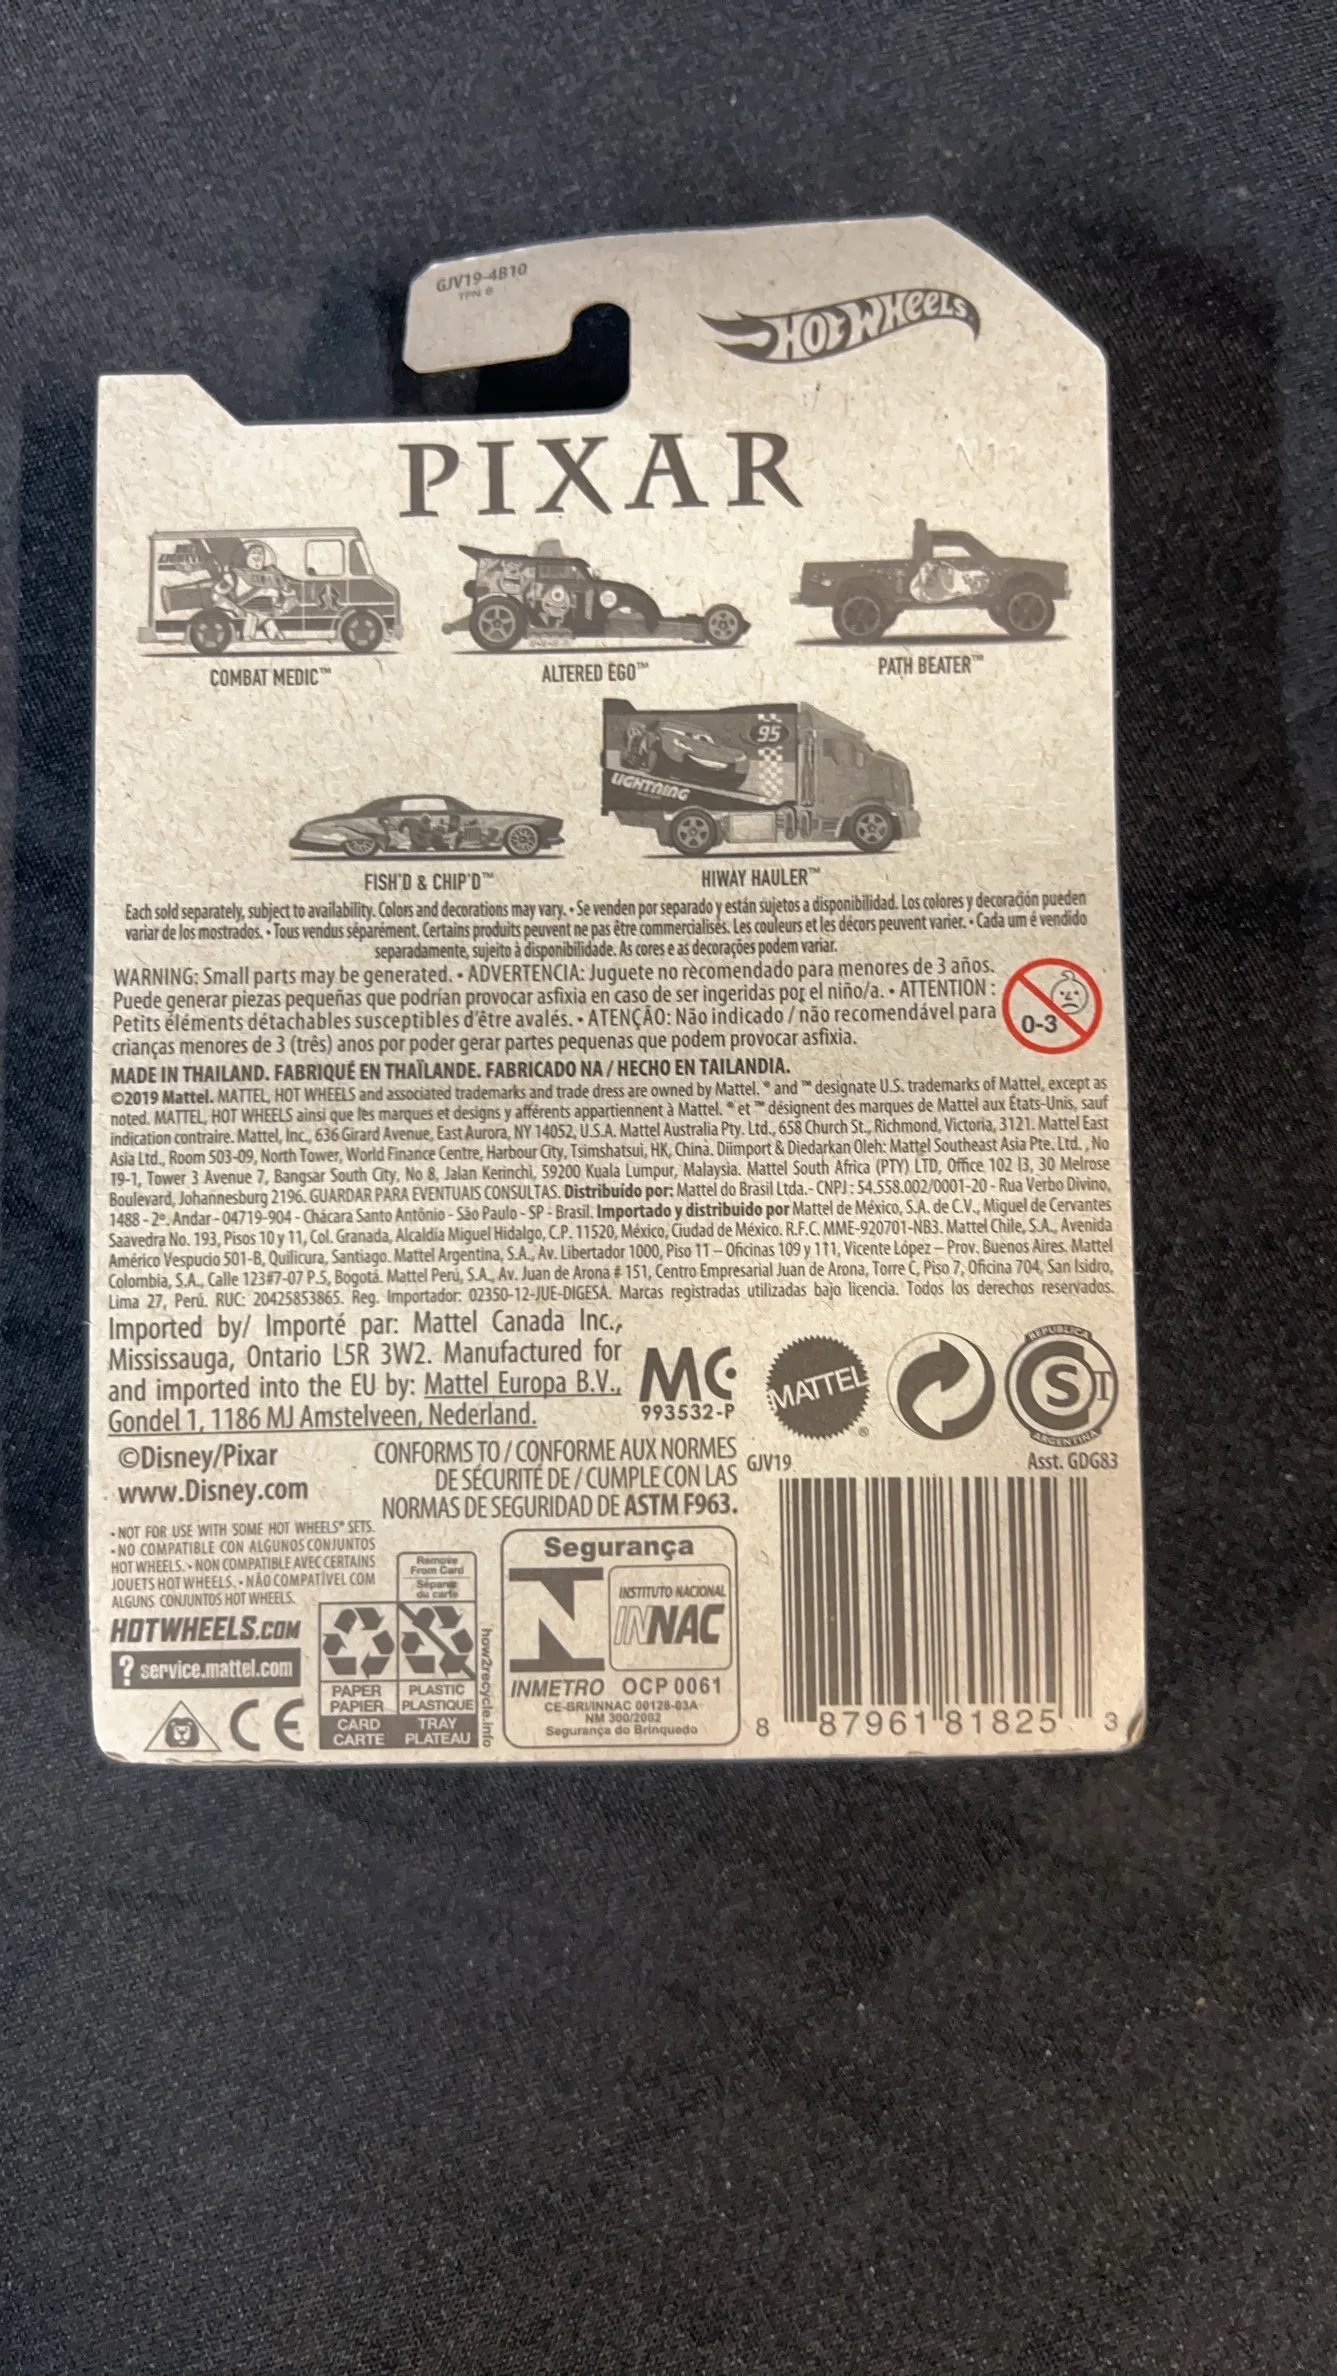 GJV19-4B10
TPN 0
HOT WHEELS
PIXAR
N11
COMBAT MEDIC™
ALTERED EGO™
PATH BEATER™
95
LIGHTNING
FISH'D & CHIP'D™
HIWAY HAULER™
Each sold separately, subject to availability. Colors and decorations may vary. • Se venden por separado y están sujetos a disponibilidad. Los colores y decoración pueden
variar de los mostrados. • Tous vendus séparément. Certains produits peuvent ne pas être commercialisés. Les couleurs et les décors peuvent varier. • Cada um é vendido
separadamente, sujeito à disponibilidade. As cores e as decorações podem variar.
WARNING: Small parts may be generated. • ADVERTENCIA: Juguete no recomendado para menores de 3 años.
Puede generar piezas pequeñas que podrían provocar asfixia en caso de ser ingeridas por el niño/a. • ATTENTION :
Petits éléments détachables susceptibles d'être avalés. • ATENÇÃO: Não indicado / não recomendável para
crianças menores de 3 (três) anos por poder gerar partes pequenas que podem provocar asfixia.
0-3
MADE IN THAILAND. FABRIQUÉ EN THAÏLANDE. FABRICADO NA / HECHO EN TAILANDIA.
©2019 Mattel. MATTEL, HOT WHEELS and associated trademarks and trade dress are owned by Mattel. ® and ™ designate U.S. trademarks of Mattel, except as
noted. MATTEL, HOT WHEELS ainsi que les marques et designs y afférents appartiennent à Mattel. ® et ™ désignent des marques de Mattel aux États-Unis, sauf
indication contraire. Mattel, Inc., 636 Girard Avenue, East Aurora, NY 14052, U.S.A. Mattel Australia Pty. Ltd., 658 Church St., Richmond, Victoria, 3121. Mattel East
Asia Ltd., Room 503-09, North Tower, World Finance Centre, Harbour City, Tsimshatsui, HK, China. Diimport & Diedarkan Oleh: Mattel Southeast Asia Pte. Ltd. , No
19-1, Tower 3 Avenue 7, Bangsar South City, No 8, Jalan Kerinchi, 59200 Kuala Lumpur, Malaysia. Mattel South Africa (PTY) LTD, Office 102 I3, 30 Melrose
Boulevard, Johannesburg 2196. GUARDAR PARA EVENTUAIS CONSULTAS. Distribuído por: Mattel do Brasil Ltda.- CNPJ : 54.558.002/0001-20 - Rua Verbo Divino,
1488 - 2º. Andar - 04719-904 - Chácara Santo Antônio - São Paulo - SP - Brasil. Importado y distribuido por Mattel de México, S.A. de C.V., Miguel de Cervantes
Saavedra No. 193, Pisos 10 y 11, Col. Granada, Alcaldía Miguel Hidalgo, C.P. 11520, México, Ciudad de México. R.F.C. MME-920701-NB3. Mattel Chile, S.A., Avenida
Américo Vespucio 501-B, Quilicura, Santiago. Mattel Argentina, S.A., Av. Libertador 1000, Piso 11 – Oficinas 109 y 111, Vicente López – Prov. Buenos Aires. Mattel
Colombia, S.A., Calle 123#7-07 P.5, Bogotá. Mattel Perú, S.A., Av. Juan de Arona # 151, Centro Empresarial Juan de Arona, Torre C, Piso 7, Oficina 704, San Isidro,
Lima 27, Perú. RUC: 20425853865. Reg. Importador: 02350-12-JUE-DIGESA. Marcas registradas utilizadas bajo licencia. Todos los derechos reservados.
Imported by/ Importé par: Mattel Canada Inc.,
Mississauga, Ontario L5R 3W2. Manufactured for
and imported into the EU by: Mattel Europa B.V.,
Gondel 1, 1186 MJ Amstelveen, Nederland.
MC
993532-P
MATTEL®
REPUBLICA
S
ARGENTINA
©Disney/Pixar
www.Disney.com
CONFORMS TO / CONFORME AUX NORMES
DE SÉCURITÉ DE / CUMPLE CON LAS
NORMAS DE SEGURIDAD DE ASTM F963.
GJV19
Asst. GDG83
• NOT FOR USE WITH SOME HOT WHEELS® SETS.
• NO COMPATIBLE CON ALGUNOS CONJUNTOS
HOT WHEELS. • NON COMPATIBLE AVEC CERTAINS
JOUETS HOT WHEELS. • NÃO COMPATÍVEL COM
ALGUNS CONJUNTOS HOT WHEELS.
HOTWHEELS.COM
? service.mattel.com
CE
Remove
From Card
Séparer
du carte
PAPER
PAPIER
CARD
CARTE
PLASTIC
PLASTIQUE
TRAY
PLATEAU
how2recycle.info
Segurança
INSTITUTO NACIONAL
INNAC
INMETRO OCP 0061
CE-BRI/INNAC 00128-03A
NM 300/2002
Segurança do Brinquedo
8 87961 81825 3